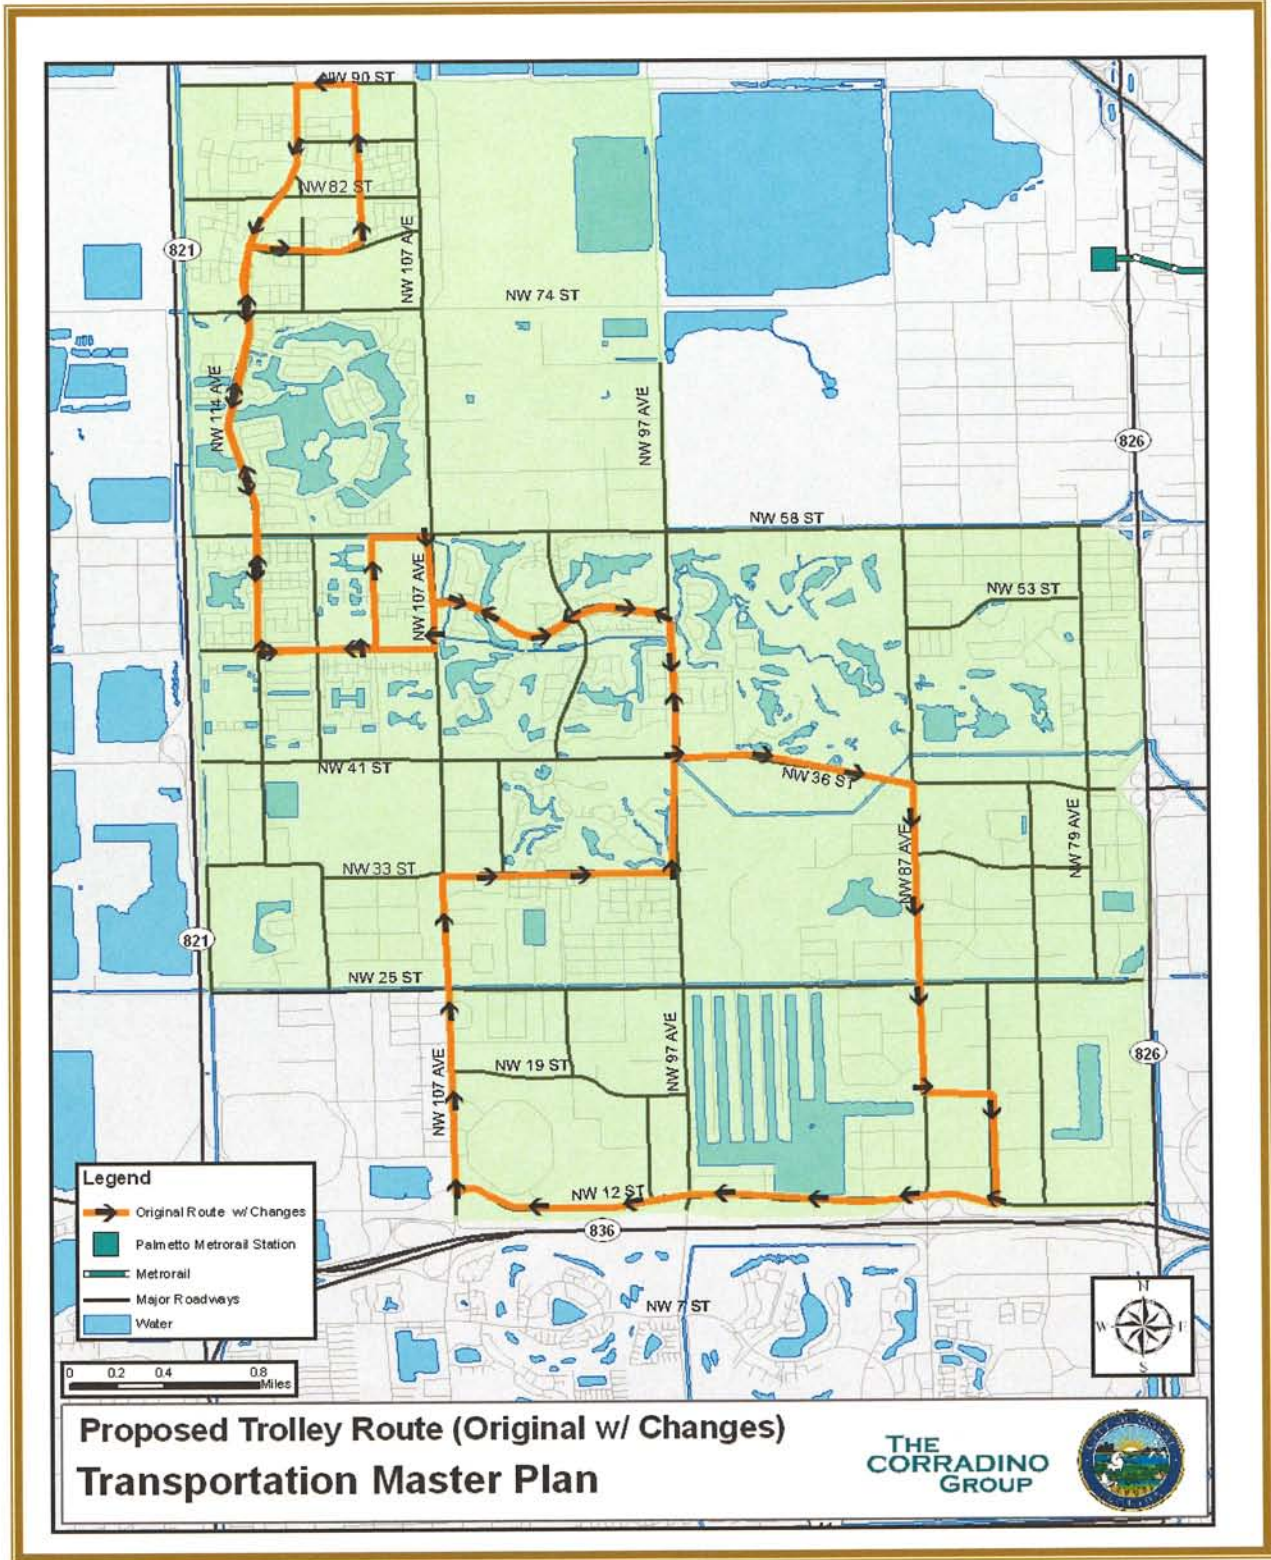 NW 90 ST
NW 82 ST
NW 107 AVE
821
NW 74 ST
NW 114 AVE
NW 97 AVE
826
NW 58 ST
NW 107 AVE
NW 53 ST
NW 41 ST
NW 36 ST
NW 79 AVE
NW 87 AVE
NW 33 ST
821
NW 25 ST
NW 97 AVE
NW 19 ST
NW 107 AVE
826
NW 12 ST
836
NW 7 ST
Legend
Original Route w/ Changes
Palmetto Metrorail Station
Metrorail
Major Roadways
Water
N
W E
S
0 0.2 0.4 0.8
Miles
Proposed Trolley Route (Original w/ Changes)
Transportation Master Plan
THE
CORRADINO
GROUP